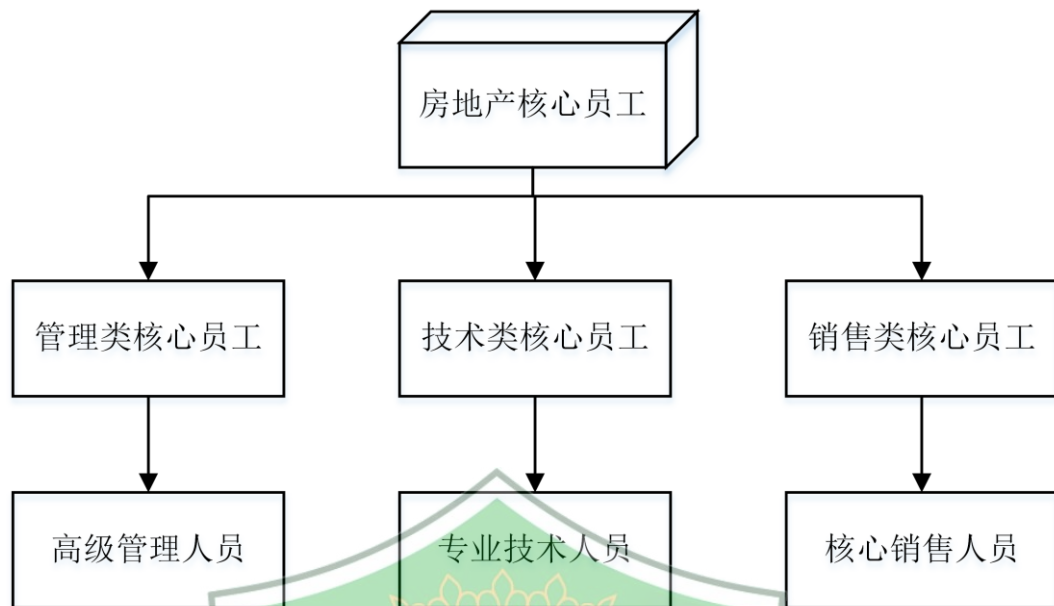 房地产核心员工
管理类核心员工
技术类核心员工
销售类核心员工
高级管理人员
专业技术人员
核心销售人员